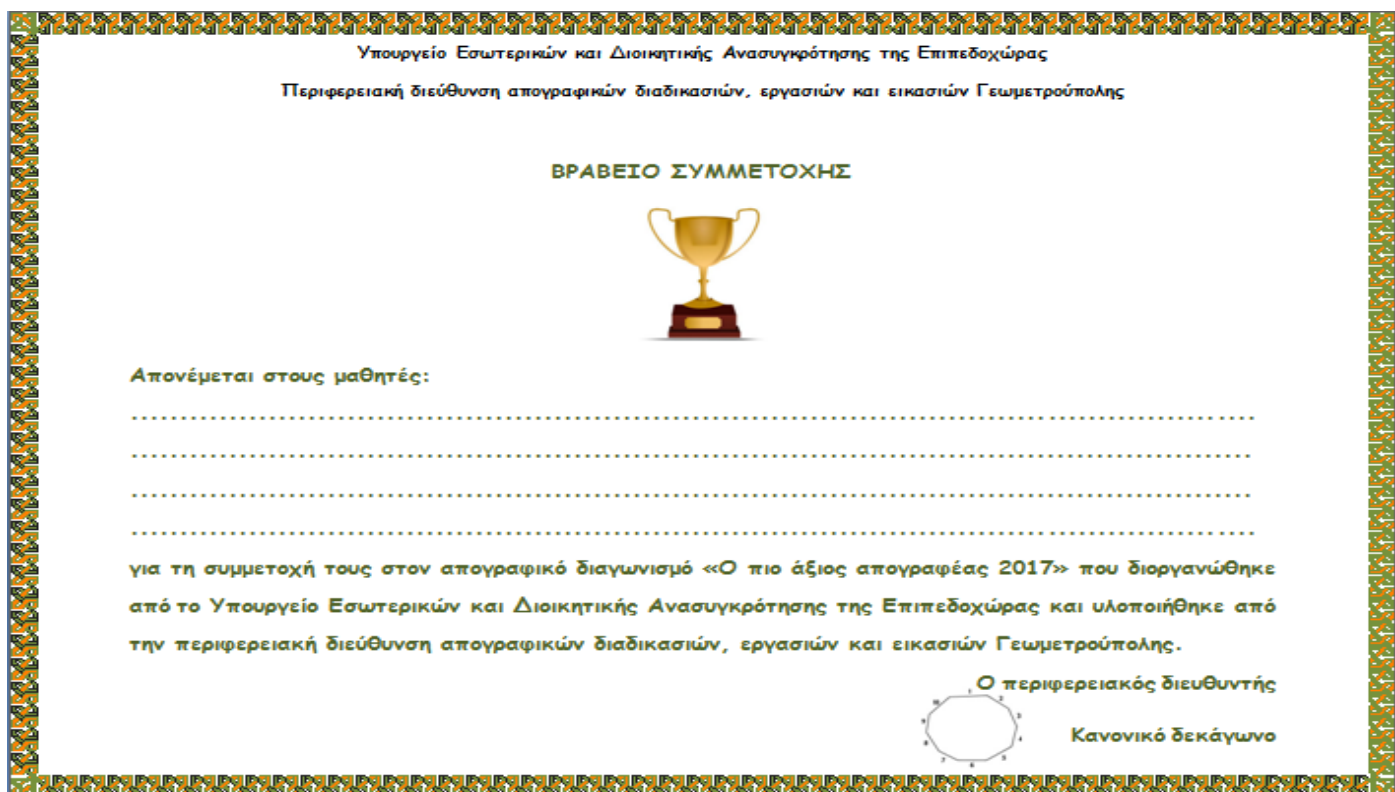 Υπουργείο Εσωτερικών και Διοικητικής Ανασυγκρότησης της Επιπεδοχώρας
Περιφερειακή διεύθυνση απογραφικών διαδικασιών, εργασιών και εικασιών Γεωμετρούπολης
ΒΡΑΒΕΙΟ ΣΥΜΜΕΤΟΧΗΣ
Απονέμεται στους μαθητές:
για τη συμμετοχή τους στον απογραφικό διαγωνισμό «Ο πιο άξιος απογραφέας 2017» που διοργανώθηκε
από το Υπουργείο Εσωτερικών και Διοικητικής Ανασυγκρότησης της Επιπεδοχώρας και υλοποιήθηκε από
την περιφερειακή διεύθυνση απογραφικών διαδικασιών, εργασιών και εικασιών Γεωμετρούπολης.
Ο περιφερειακός διευθυντής
Κανονικό δεκάγωνο